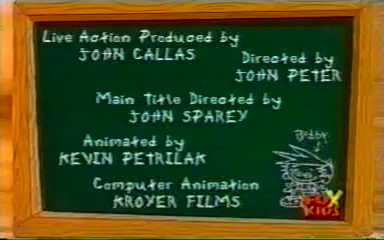 Live Action Produced by
JOHN CALLAS
Directed by
JOHN PETER
Main Title Directed by
JOHN SPAREY
Animated by
KEVIN PETRILAK
Bobby
Computer Animation
KROYER FILMS
FOX
KIDS